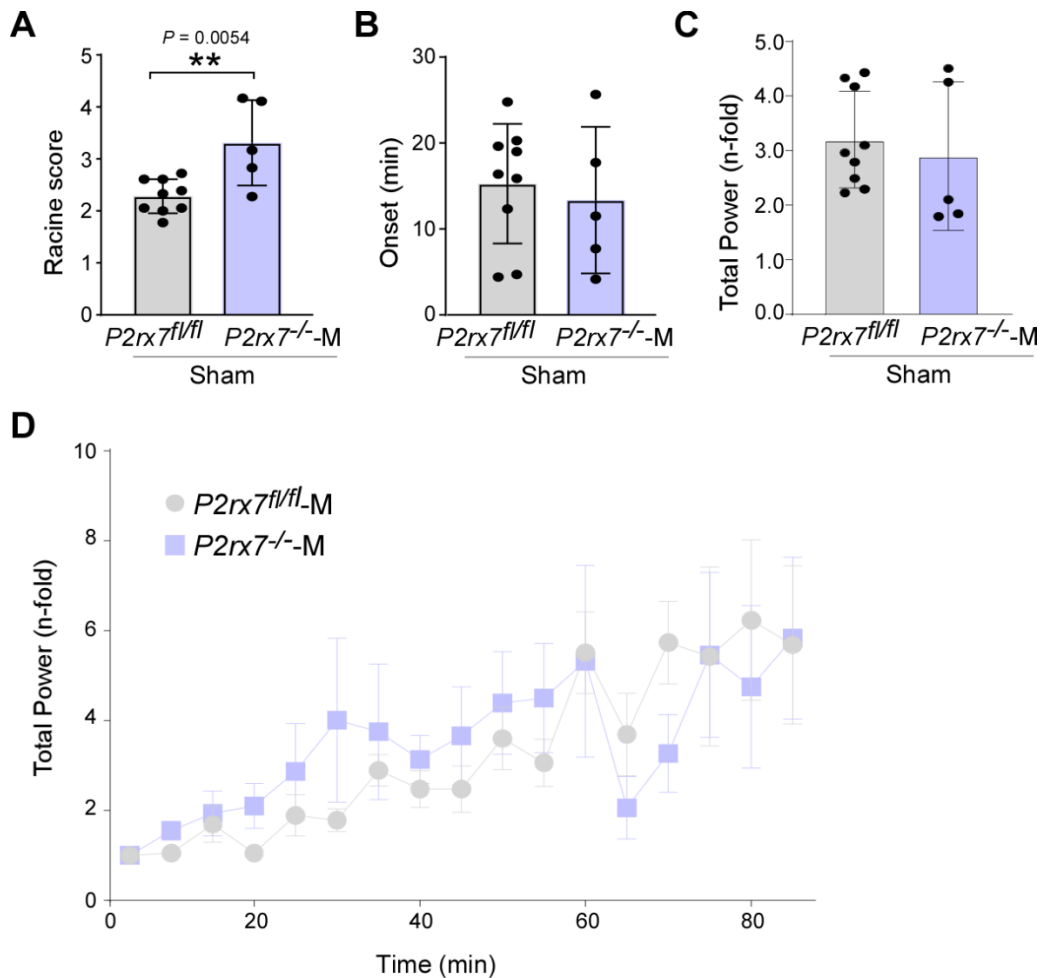 A
P = 0.0054
**
Racine score
5
4
3
2
1
0
P2rx7fl/fl
P2rx7-/--M
Sham
B
Onset (min)
30
20
10
0
P2rx7fl/fl
P2rx7-/--M
Sham
C
Total Power (n-fold)
5.0
4.0
3.0
2.0
1.0
0.0
P2rx7fl/fl
P2rx7-/--M
Sham
D
Total Power (n-fold)
10
8
6
4
2
0
P2rx7fl/fl-M
P2rx7-/--M
0 20 40 60 80
Time (min)